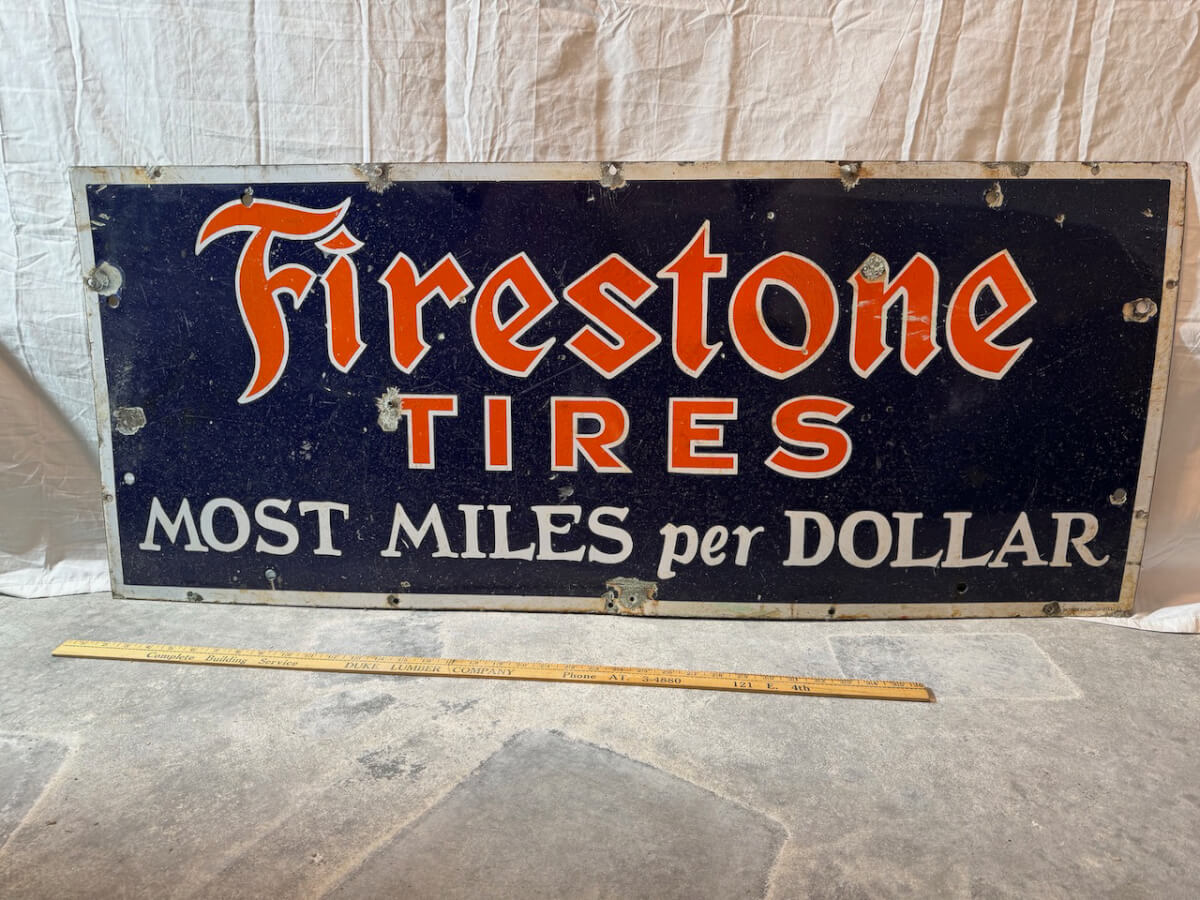 Firestone
TIRES
MOST MILES per DOLLAR
Complete Building Service DUKE LUMBER COMPANY Phone AT. 3-4880 121 E. 4th